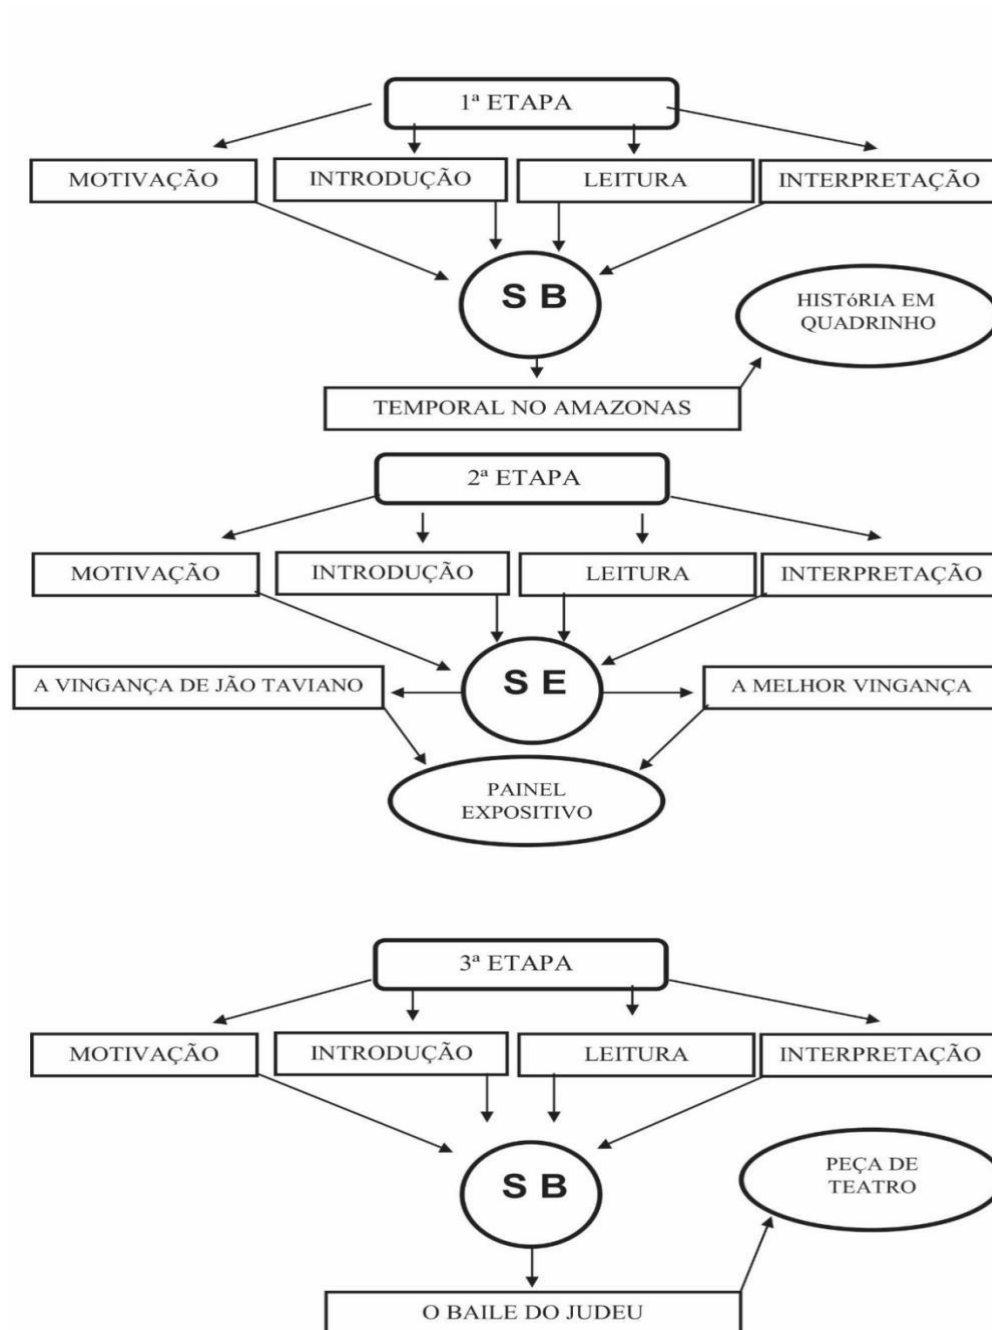 1ª ETAPA
MOTIVAÇÃO
INTRODUÇÃO
LEITURA
INTERPRETAÇÃO
S B
HISTóRIA EM
QUADRINHO
TEMPORAL NO AMAZONAS
2ª ETAPA
MOTIVAÇÃO
INTRODUÇÃO
LEITURA
INTERPRETAÇÃO
S E
A VINGANÇA DE JÃO TAVIANO
A MELHOR VINGANÇA
PAINEL
EXPOSITIVO
3ª ETAPA
MOTIVAÇÃO
INTRODUÇÃO
LEITURA
INTERPRETAÇÃO
S B
PEÇA DE
TEATRO
O BAILE DO JUDEU